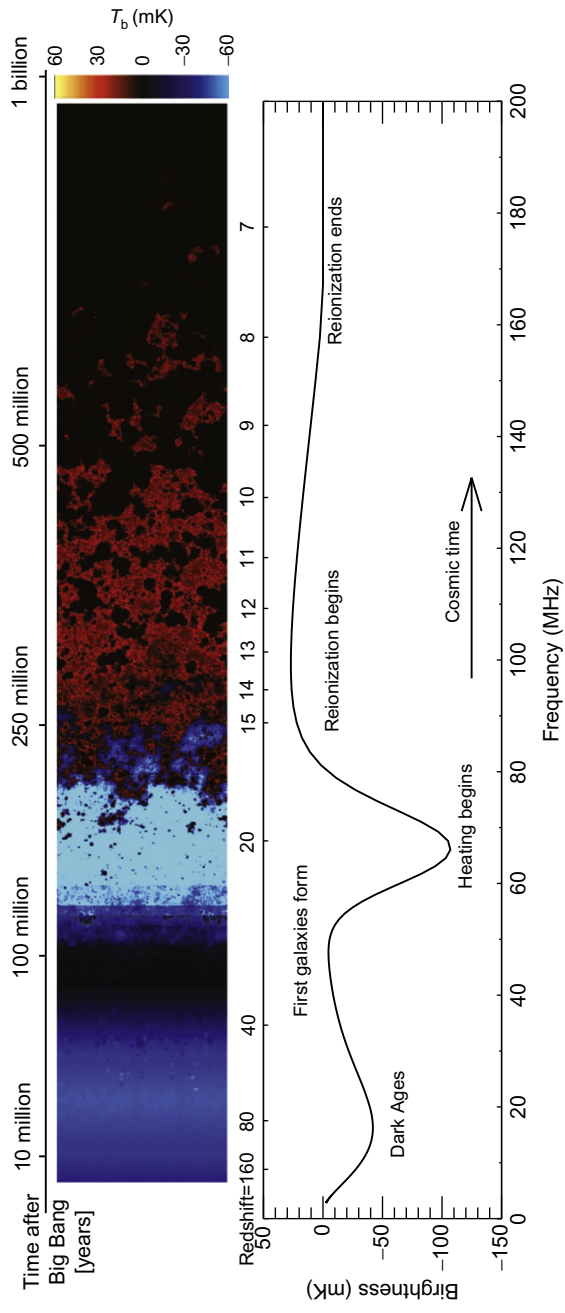 Time after
Big Bang
[years]
10 million
100 million
250 million
500 million
1 billion
Tb (mK)
60
30
0
−30
−60
Redshift=160
80
40
20
15
14
13
12
11
10
9
8
7
50
0
−50
−100
−150
Birghtness (mK)
Dark Ages
First galaxies form
Heating begins
Reionization begins
Cosmic time
Reionization ends
0
20
40
60
80
100
120
140
160
180
200
Frequency (MHz)